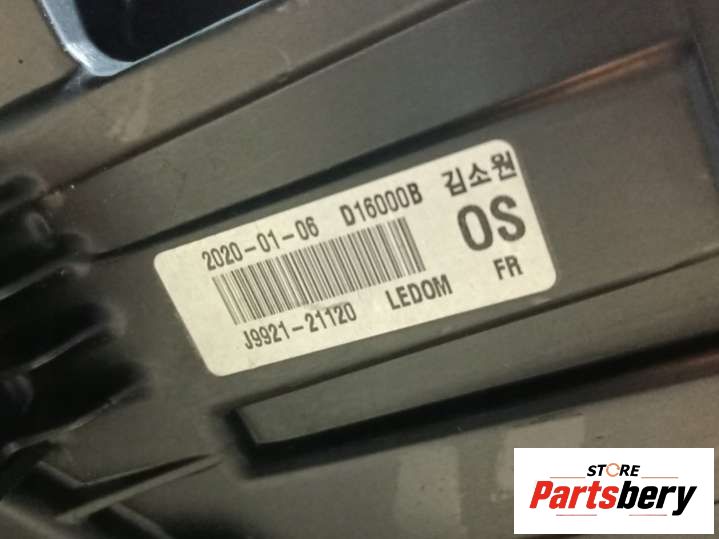 2020-01-06 D16000B 김소원
OS
J9921-21120 LEDOM FR
STORE
Partsbery